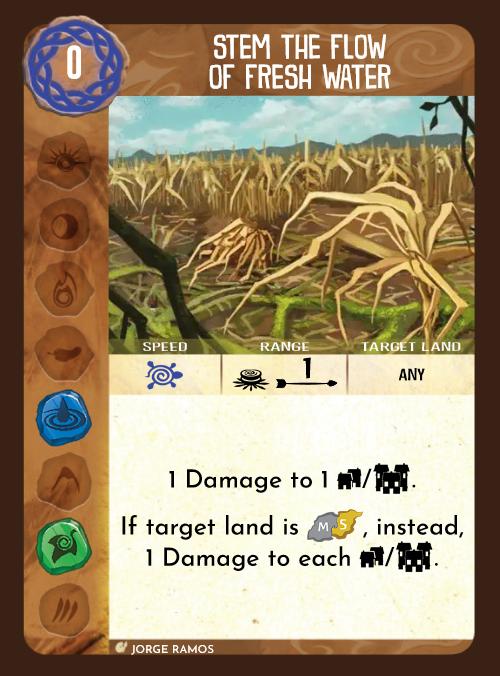 0
STEM THE FLOW
OF FRESH WATER
SPEED RANGE TARGET LAND
1 ANY
1 Damage to 1 / .
If target land is M S , instead,
1 Damage to each / .
JORGE RAMOS